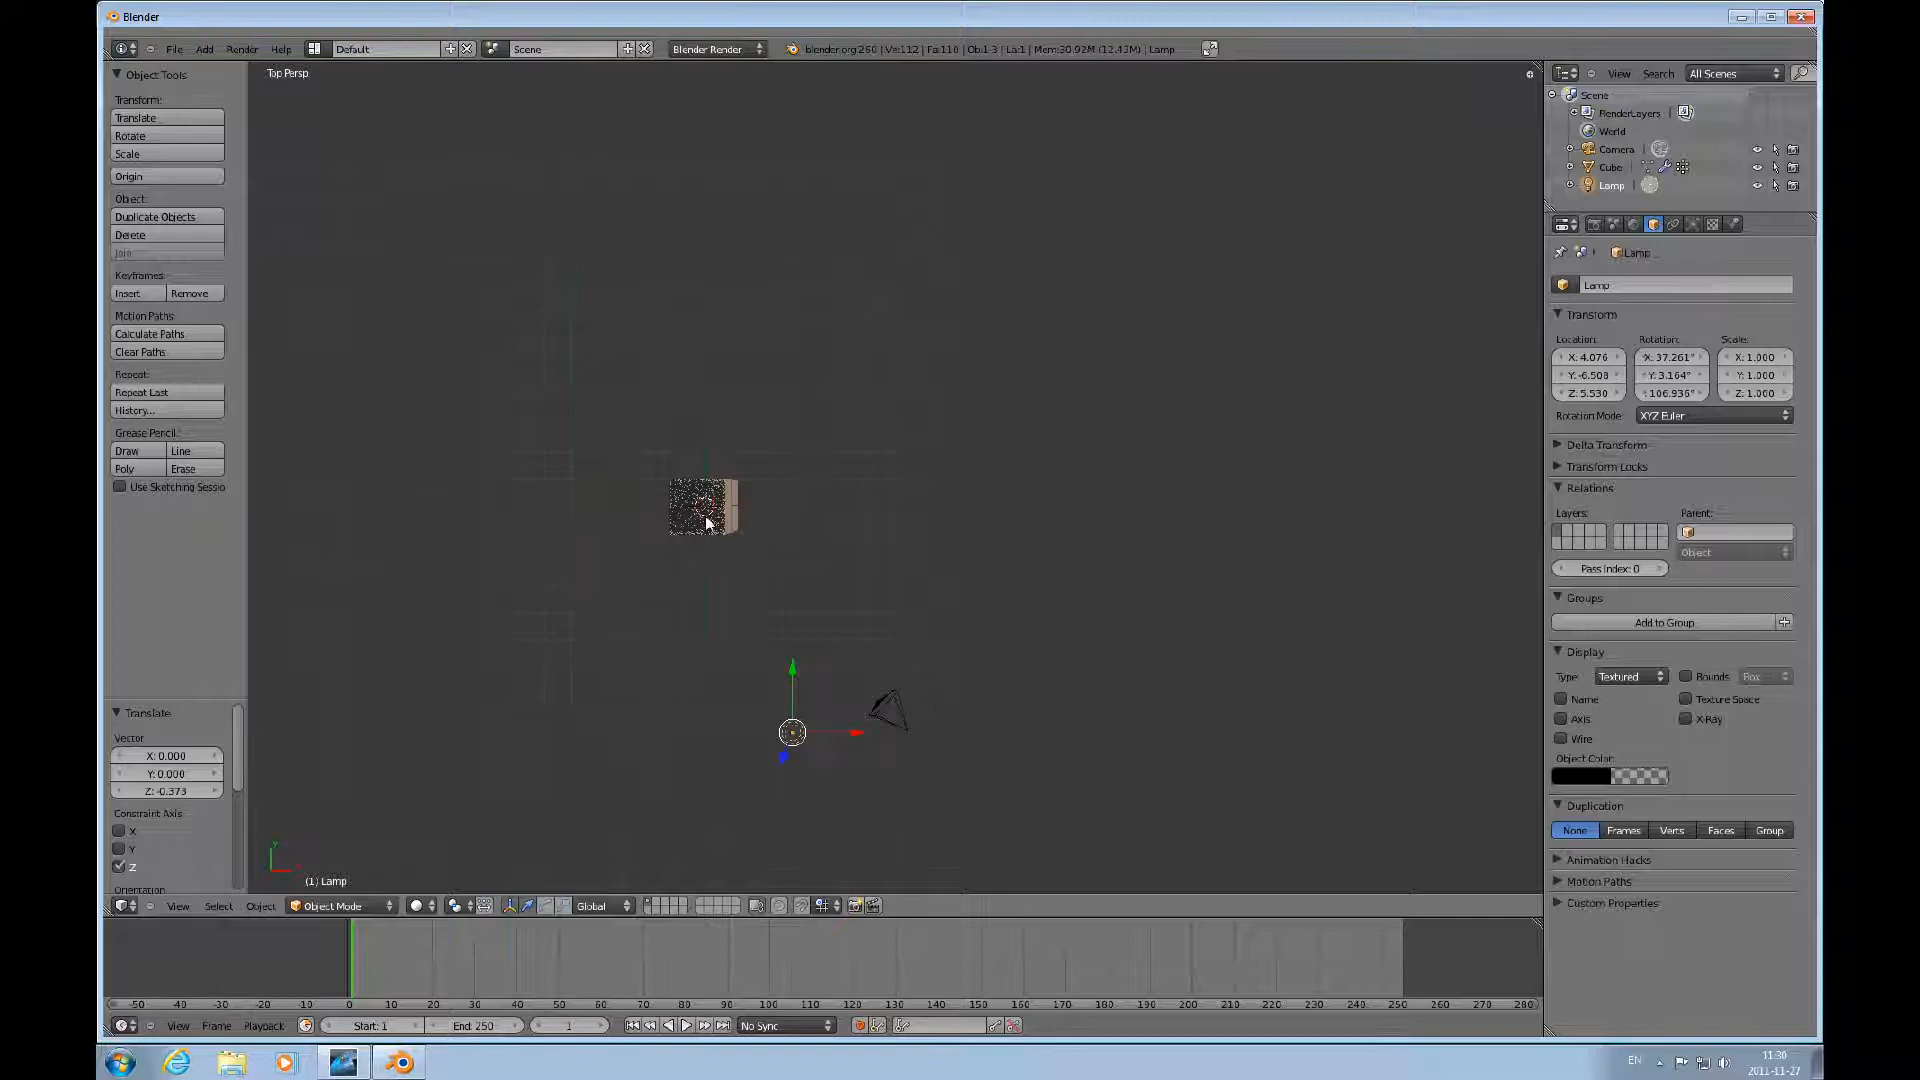 Blender
File Add Render Help Default Scene Blender Render blender.org 260 | Ve:112 | Fa:110 | Ob:1-3 | La:1 | Mem:30.92M (12.43M) | Lamp
Object Tools
Transform:
Translate
Rotate
Scale
Origin
Object:
Duplicate Objects
Delete
Join
Keyframes:
Insert Remove
Motion Paths:
Calculate Paths
Clear Paths
Repeat:
Repeat Last
History...
Grease Pencil:
Draw Line
Poly Erase
Use Sketching Sessio
Translate
Vector
X: 0.000
Y: 0.000
Z: -0.373
Constraint Axis
X
Y
Z
Orientation
Top Persp
(1) Lamp
View Select Object Object Mode Global
View Search All Scenes
Scene
RenderLayers
World
Camera
Cube
Lamp
Lamp
Lamp
Transform
Location: Rotation: Scale:
X: 4.076 X: 37.261° X: 1.000
Y: -6.508 Y: 3.164° Y: 1.000
Z: 5.530 106.936° Z: 1.000
Rotation Mode: XYZ Euler
Delta Transform
Transform Locks
Relations
Layers: Parent:
Object
Pass Index: 0
Groups
Add to Group
Display
Type: Textured Bounds Box
Name Texture Space
Axis X-Ray
Wire
Object Color:
Duplication
None Frames Verts Faces Group
Animation Hacks
Motion Paths
Custom Properties
-50 -40 -30 -20 -10 0 10 20 30 40 50 60 70 80 90 100 110 120 130 140 150 160 170 180 190 200 210 220 230 240 250 260 270 280
View Frame Playback Start: 1 End: 250 1 No Sync
EN 11:30
2011-11-27